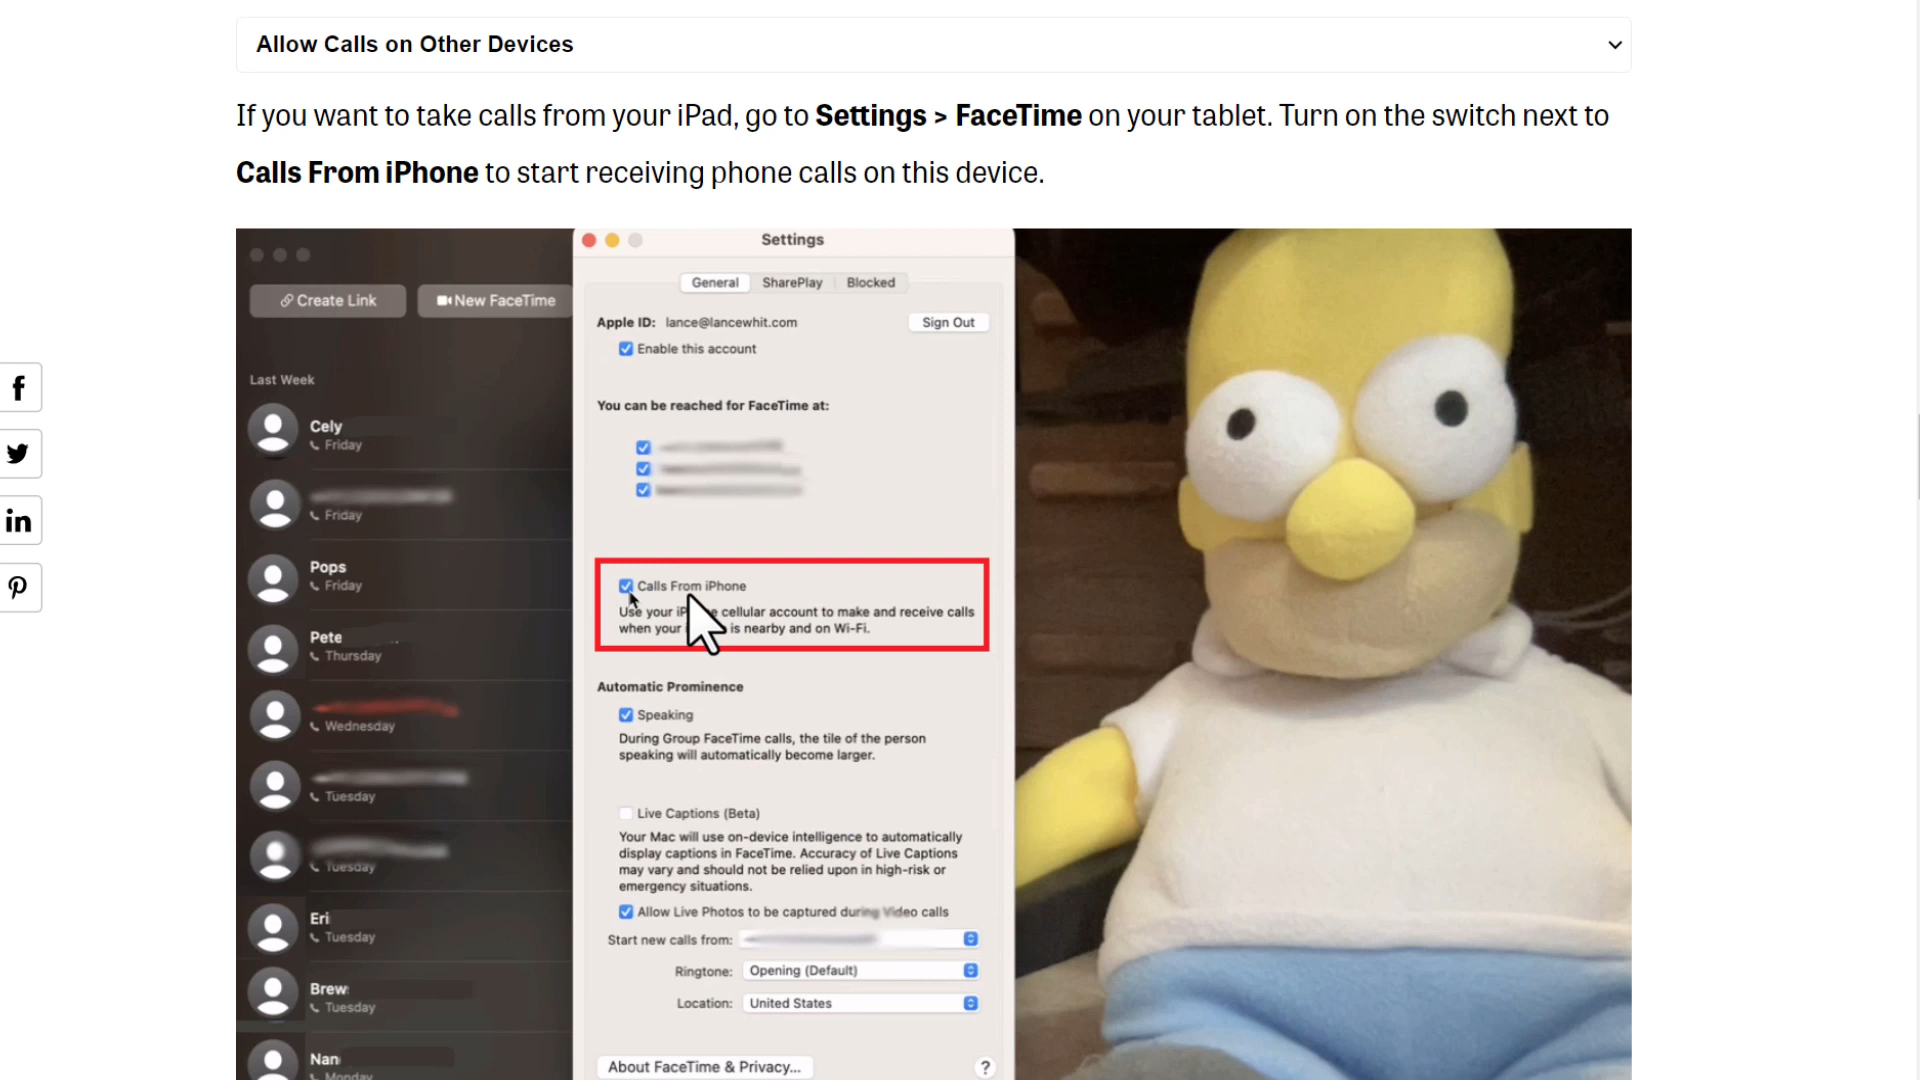 Allow Calls on Other Devices
If you want to take calls from your iPad, go to Settings > FaceTime on your tablet. Turn on the switch next to
Calls From iPhone to start receiving phone calls on this device.
Settings
Create Link
New FaceTime
General SharePlay Blocked
Apple ID: lance@lancewhit.com Sign Out
Enable this account
Last Week
You can be reached for FaceTime at:
Cely
Friday
Friday
Pops
Friday
Pete
Thursday
Wednesday
Tuesday
Tuesday
Eri
Tuesday
Brew
Tuesday
Nan
Monday
Calls From iPhone
Use your cellular account to make and receive calls
when your is nearby and on Wi-Fi.
Automatic Prominence
Speaking
During Group FaceTime calls, the tile of the person
speaking will automatically become larger.
Live Captions (Beta)
Your Mac will use on-device intelligence to automatically
display captions in FaceTime. Accuracy of Live Captions
may vary and should not be relied upon in high-risk or
emergency situations.
Allow Live Photos to be captured during Video calls
Start new calls from:
Ringtone: Opening (Default)
Location: United States
About FaceTime & Privacy... ?
f
in